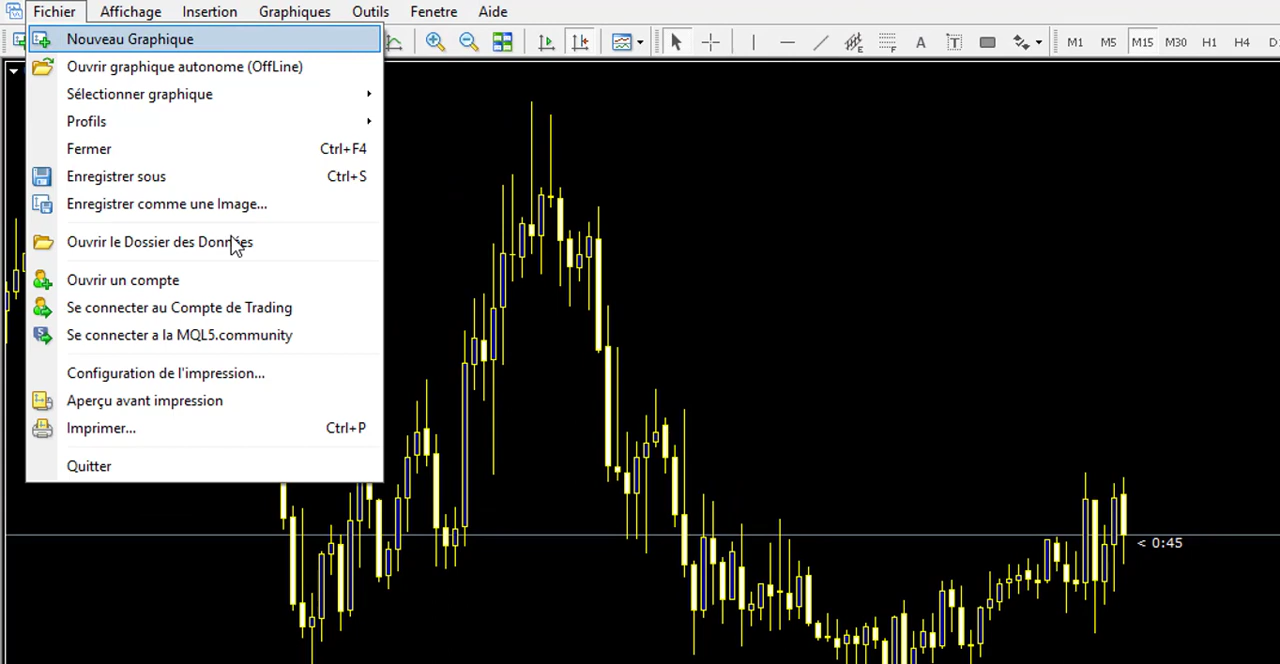 Fichier Affichage Insertion Graphiques Outils Fenetre Aide
M1 M5 M15 M30 H1 H4
Nouveau Graphique
Ouvrir graphique autonome (OffLine)
Sélectionner graphique
Profils
Fermer Ctrl+F4
Enregistrer sous Ctrl+S
Enregistrer comme une Image...
Ouvrir le Dossier des Données
Ouvrir un compte
Se connecter au Compte de Trading
Se connecter a la MQL5.community
Configuration de l'impression...
Aperçu avant impression
Imprimer... Ctrl+P
Quitter
< 0:45